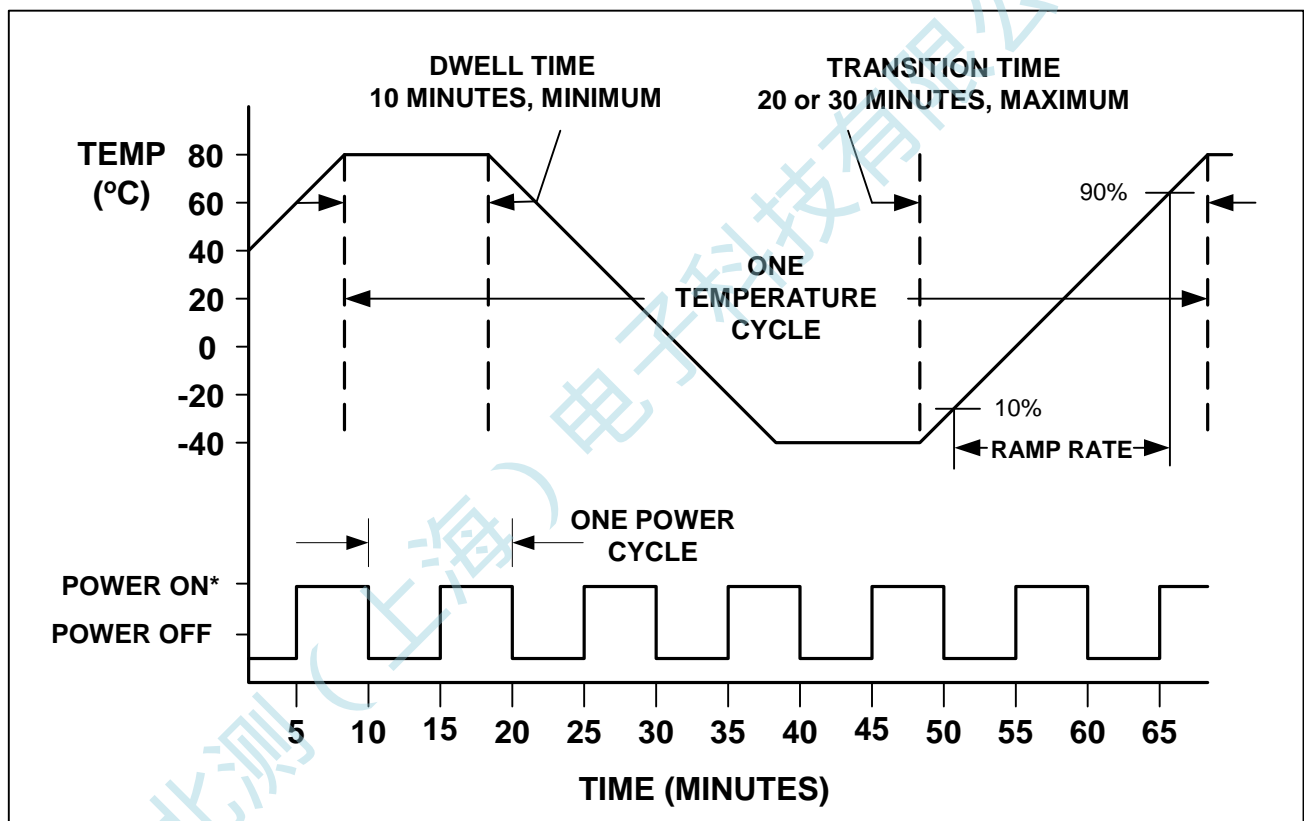 DWELL TIME
10 MINUTES, MINIMUM
TRANSITION TIME
20 or 30 MINUTES, MAXIMUM
TEMP
(ºC)
80
60
40
20
0
-20
-40
90%
ONE
TEMPERATURE
CYCLE
10%
RAMP RATE
ONE POWER
CYCLE
POWER ON*
POWER OFF
5 10 15 20 25 30 35 40 45 50 55 60 65
TIME (MINUTES)
北测（上海）电子科技有限公